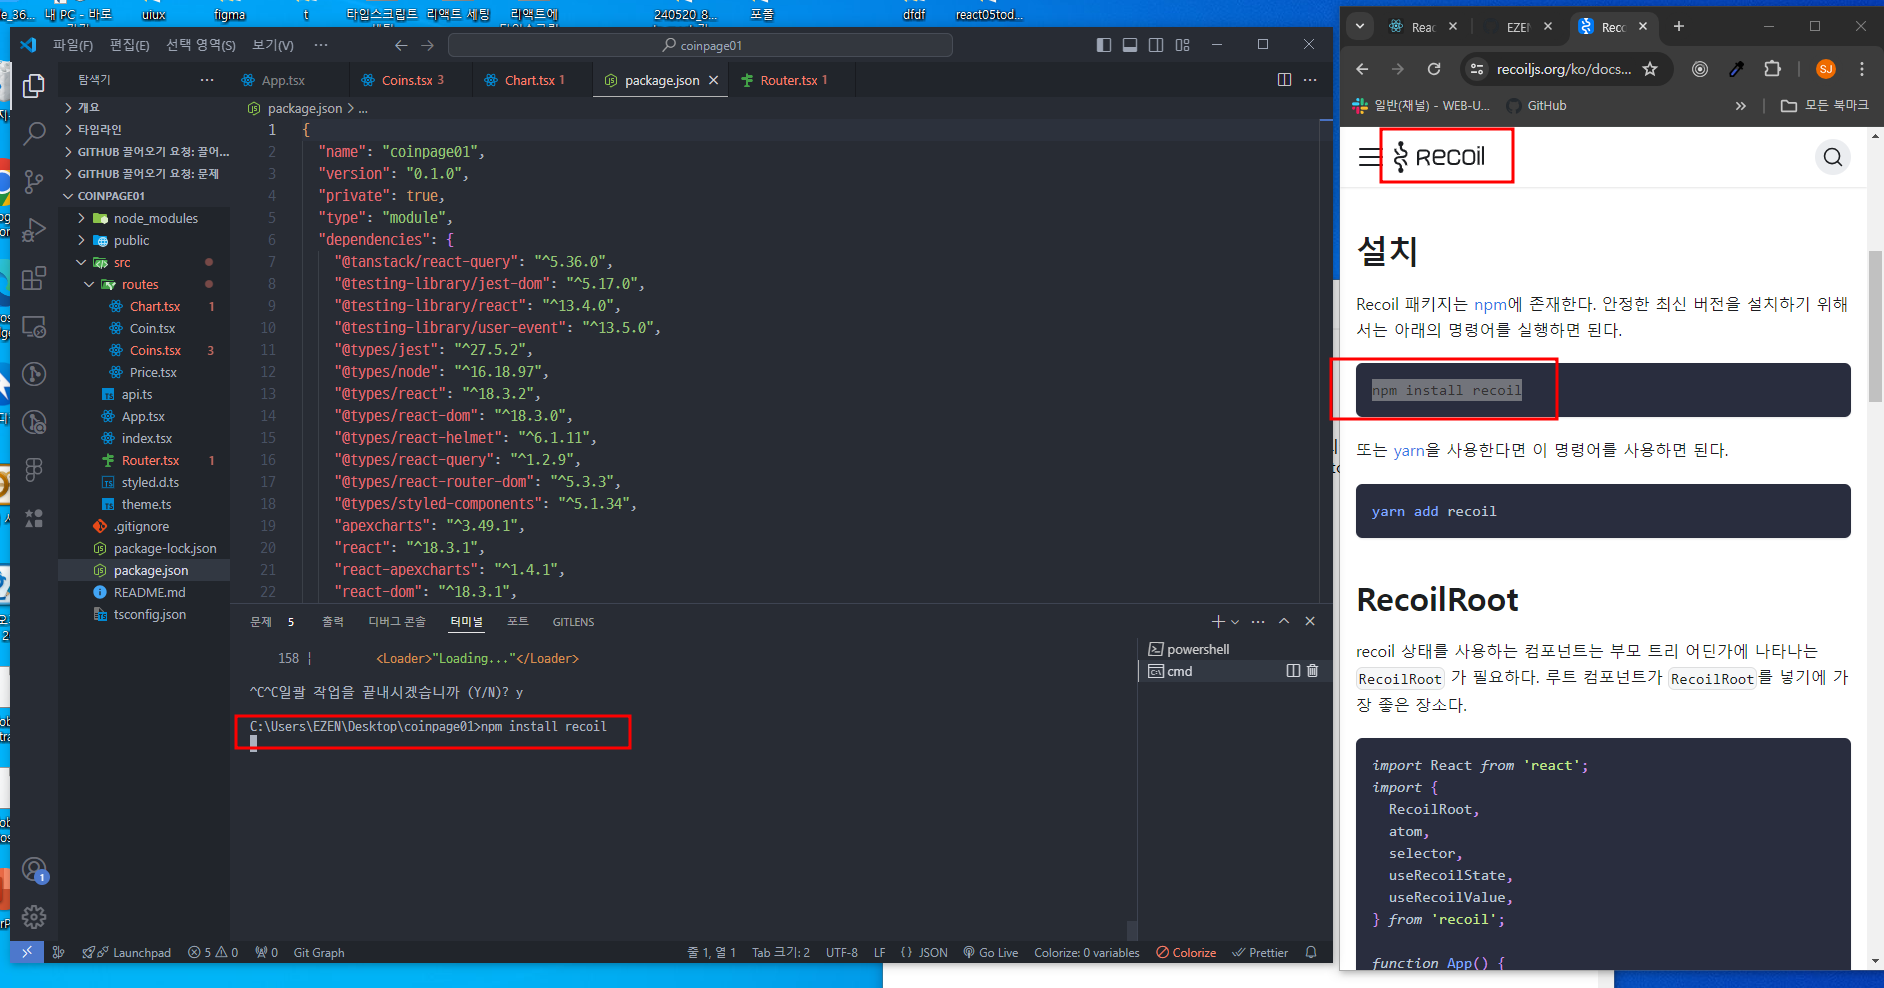 e_36...
내 PC - 바로
uiux
figma
t
타입스크립트
리액트 세팅
리액트에
240520_8...
포폴
dfdf
react05tod...
파일(F)
편집(E)
선택 영역(S)
보기(V)
···
coinpage01
탐색기
···
App.tsx
Coins.tsx 3
Chart.tsx 1
package.json
Router.tsx 1
···
개요
타임라인
GITHUB 끌어오기 요청: 끌어...
GITHUB 끌어오기 요청: 문제
COINPAGE01
node_modules
public
src
routes
Chart.tsx 1
Coin.tsx
Coins.tsx 3
Price.tsx
api.ts
App.tsx
index.tsx
Router.tsx 1
styled.d.ts
theme.ts
.gitignore
package-lock.json
package.json
README.md
tsconfig.json
package.json > ...
1 {
2 "name": "coinpage01",
3 "version": "0.1.0",
4 "private": true,
5 "type": "module",
6 "dependencies": {
7 "@tanstack/react-query": "^5.36.0",
8 "@testing-library/jest-dom": "^5.17.0",
9 "@testing-library/react": "^13.4.0",
10 "@testing-library/user-event": "^13.5.0",
11 "@types/jest": "^27.5.2",
12 "@types/node": "^16.18.97",
13 "@types/react": "^18.3.2",
14 "@types/react-dom": "^18.3.0",
15 "@types/react-helmet": "^6.1.11",
16 "@types/react-query": "^1.2.9",
17 "@types/react-router-dom": "^5.3.3",
18 "@types/styled-components": "^5.1.34",
19 "apexcharts": "^3.49.1",
20 "react": "^18.3.1",
21 "react-apexcharts": "^1.4.1",
22 "react-dom": "^18.3.1",
문제 5
출력
디버그 콘솔
터미널
포트
GITLENS
158 | <Loader>"Loading..."</Loader>
^C^C일괄 작업을 끝내시겠습니까 (Y/N)? y
C:\Users\EZEN\Desktop\coinpage01>npm install recoil
powershell
cmd
1
Launchpad
5
0
0
Git Graph
줄 1, 열 1
Tab 크기: 2
UTF-8
LF
{ } JSON
Go Live
Colorize: 0 variables
Colorize
Prettier
Reac
EZEN
Reco
recoiljs.org/ko/docs...
SJ
일반(채널) - WEB-U...
GitHub
»
모든 북마크
Recoil
설치
Recoil 패키지는 npm에 존재한다. 안정한 최신 버전을 설치하기 위해
서는 아래의 명령어를 실행하면 된다.
npm install recoil
또는 yarn을 사용한다면 이 명령어를 사용하면 된다.
yarn add recoil
RecoilRoot
recoil 상태를 사용하는 컴포넌트는 부모 트리 어딘가에 나타나는
RecoilRoot 가 필요하다. 루트 컴포넌트가 RecoilRoot를 넣기에 가
장 좋은 장소다.
import React from 'react';
import {
RecoilRoot,
atom,
selector,
useRecoilState,
useRecoilValue,
} from 'recoil';
function App() {